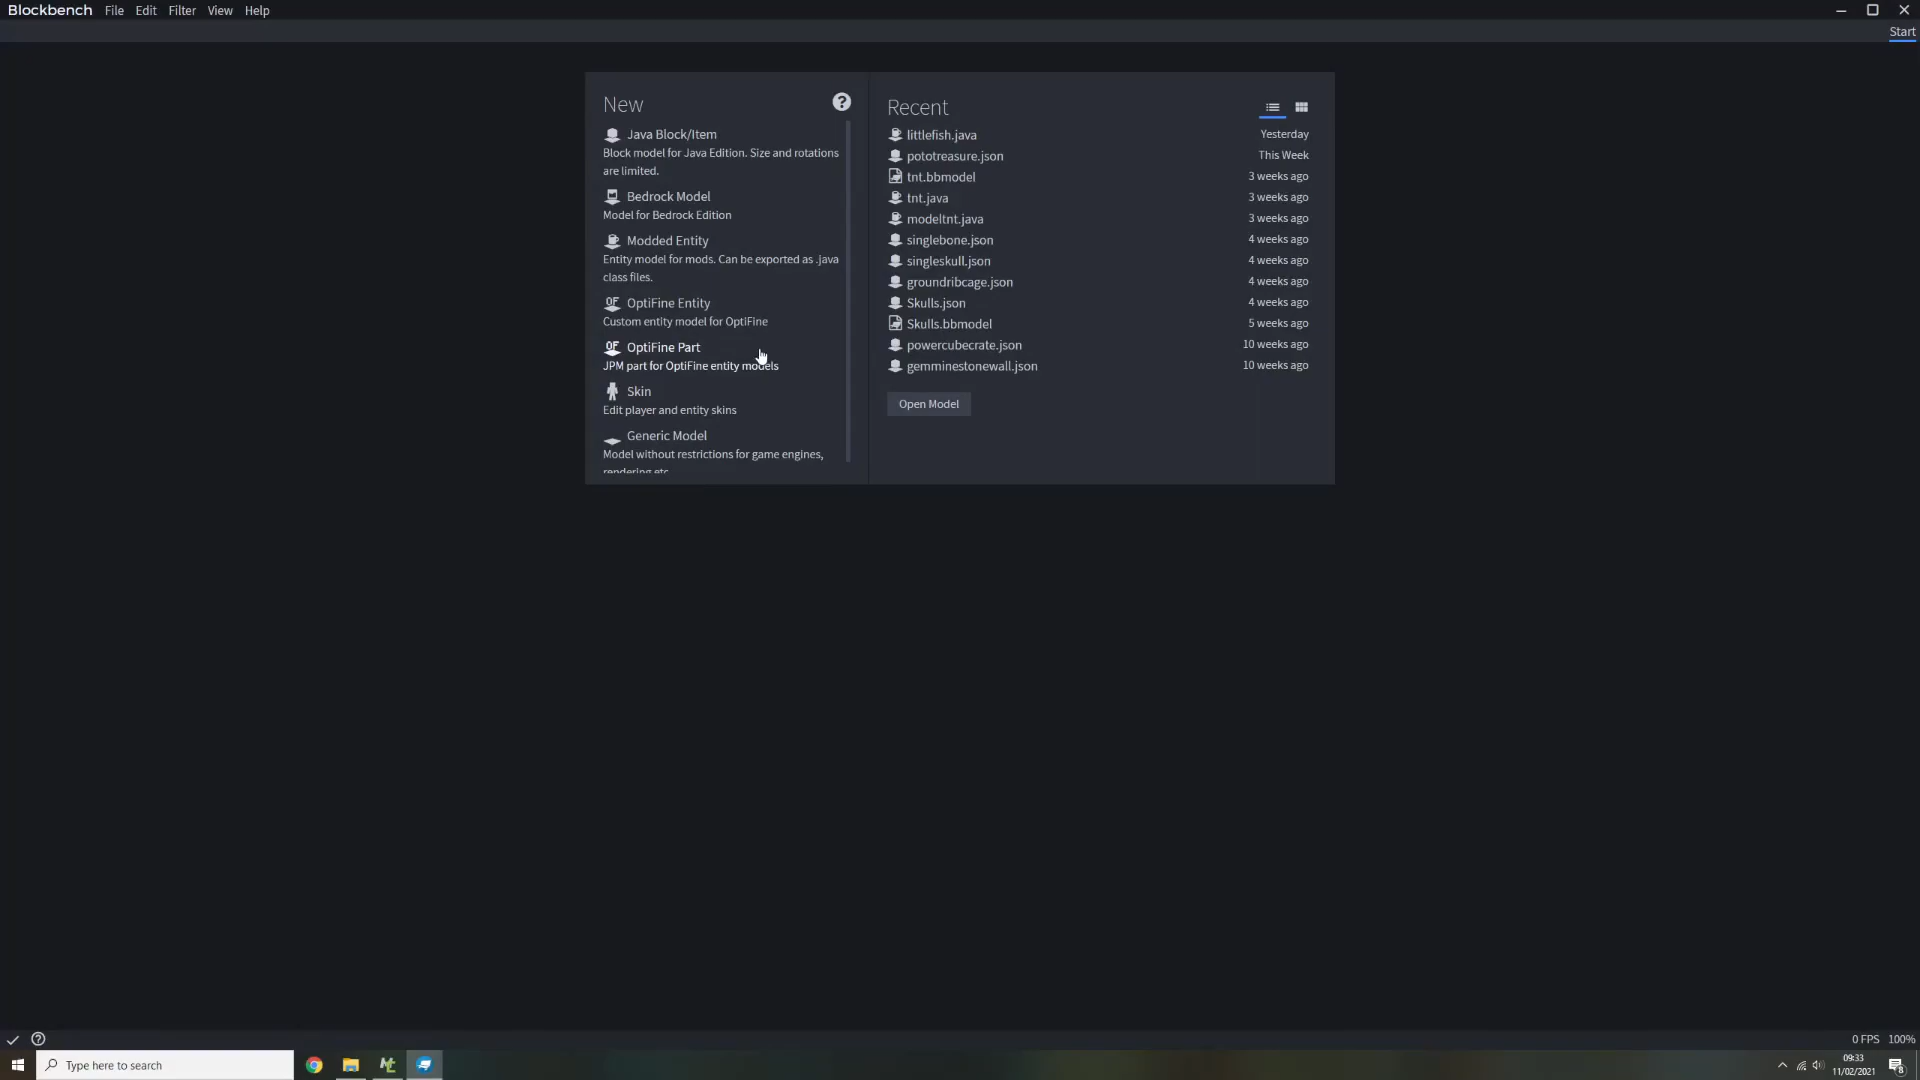 Blockbench File Edit Filter View Help
Start
New
Java Block/Item
Block model for Java Edition. Size and rotations
are limited.
Bedrock Model
Model for Bedrock Edition
Modded Entity
Entity model for mods. Can be exported as .java
class files.
OptiFine Entity
Custom entity model for OptiFine
OptiFine Part
JPM part for OptiFine entity models
Skin
Edit player and entity skins
Generic Model
Model without restrictions for game engines,
rendering etc
Recent
littlefish.java Yesterday
pototreasure.json This Week
tnt.bbmodel 3 weeks ago
tnt.java 3 weeks ago
modeltnt.java 3 weeks ago
singlebone.json 4 weeks ago
singleskull.json 4 weeks ago
groundribcage.json 4 weeks ago
Skulls.json 4 weeks ago
Skulls.bbmodel 5 weeks ago
powercubecrate.json 10 weeks ago
gemminestonewall.json 10 weeks ago
Open Model
0 FPS 100%
Type here to search
09:33
11/02/2021
8